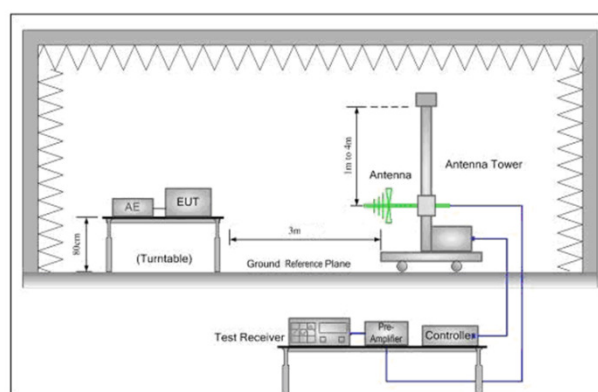 1m to 4m
Antenna
Antenna Tower
AE
EUT
80cm
(Turntable)
3m
Ground Reference Plane
Test Receiver
Pre-
Amplifier
Controller